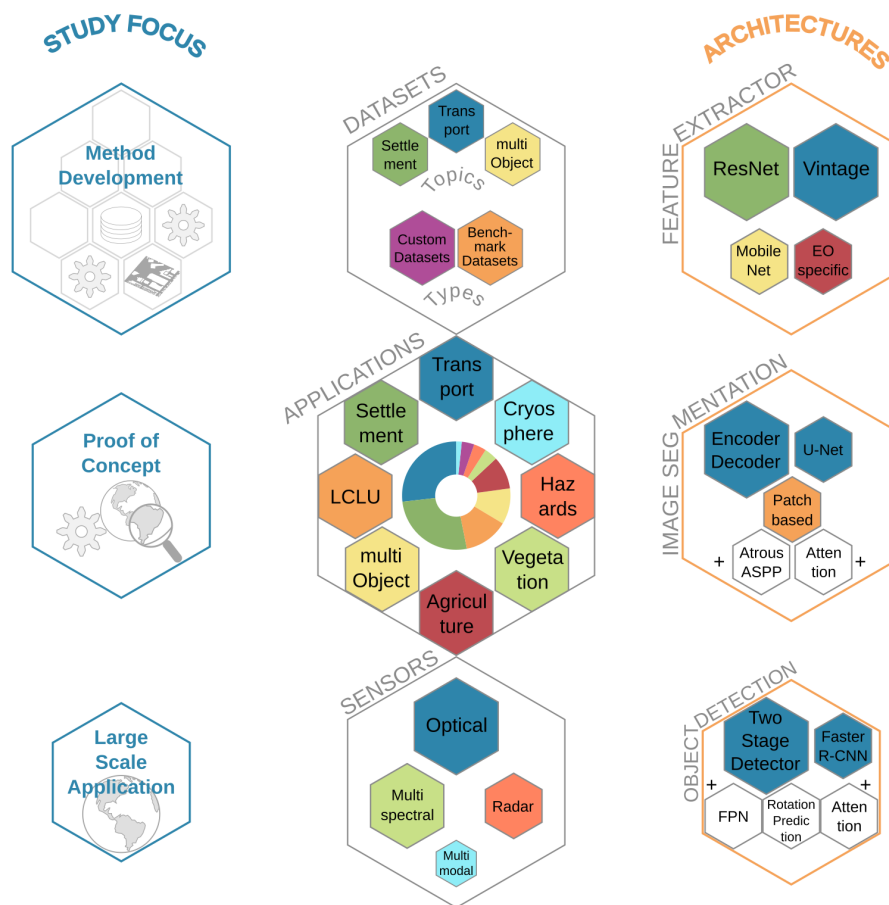 STUDY FOCUS
Method
Development
Proof of
Concept
Large
Scale
Application
DATASETS
Trans
port
Settle
ment
multi
Object
Topics
Custom
Datasets
Bench-
mark
Datasets
Types
APPLICATIONS
Trans
port
Settle
ment
Cryos
phere
LCLU
Haz
ards
multi
Object
Vegeta
tion
Agricul
ture
SENSORS
Optical
Multi
spectral
Radar
Multi
modal
ARCHITECTURES
FEATURE EXTRACTOR
ResNet
Vintage
Mobile
Net
EO
specific
IMAGE SEG MENTATION
Encoder
Decoder
U-Net
Patch
based
+
Atrous
ASPP
Atten
tion
+
OBJECT DETECTION
Two
Stage
Detector
Faster
R-CNN
+
+
FPN
Rotation
Predic
tion
Atten
tion